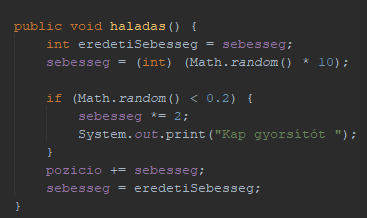 public void haladas() {
    int eredetiSebesseg = sebesseg;
    sebesseg = (int) (Math.random() * 10);

    if (Math.random() < 0.2) {
        sebesseg *= 2;
        System.out.print("Kap gyorsítót ");
    }
    pozicio += sebesseg;
    sebesseg = eredetiSebesseg;
}